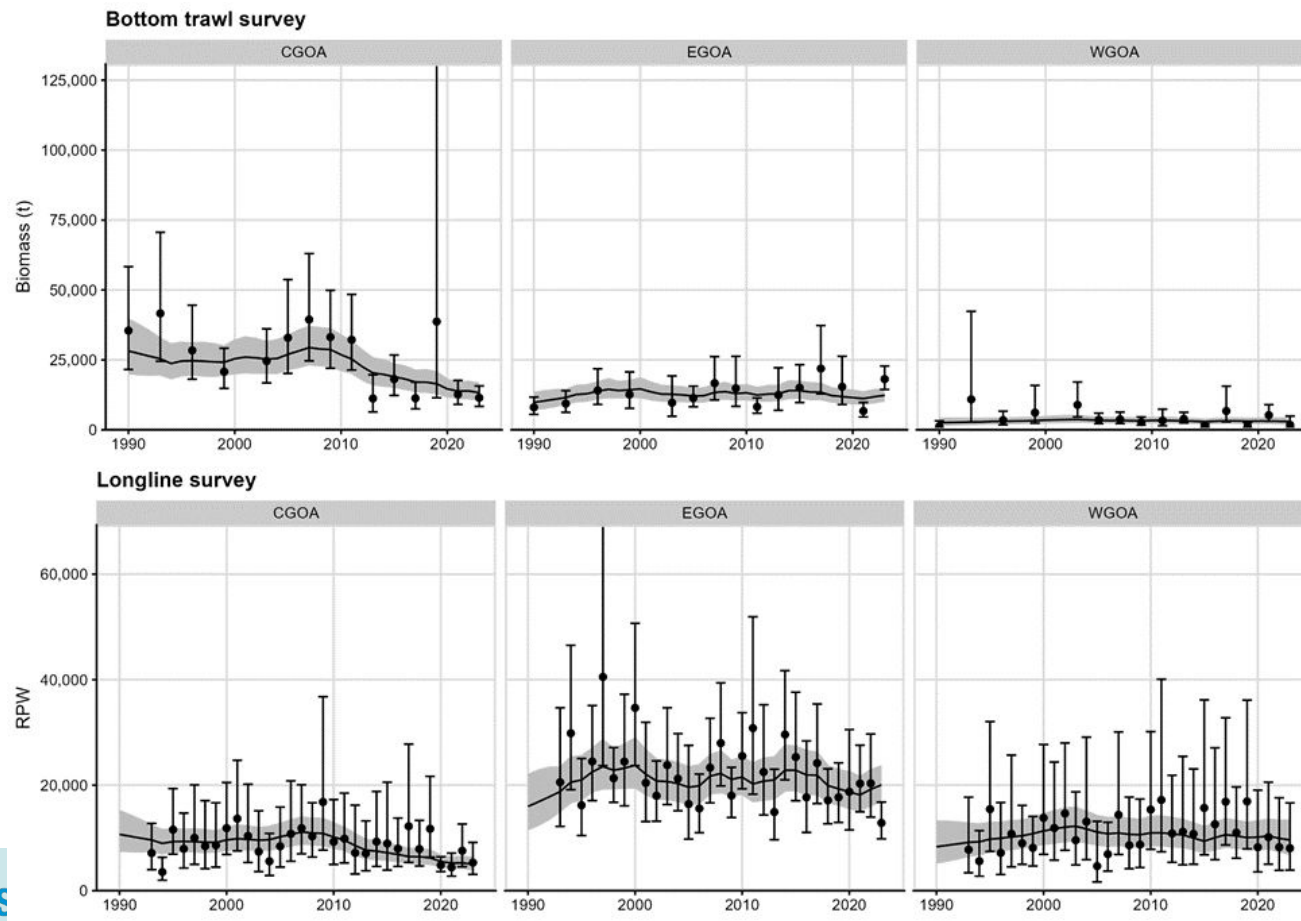 Bottom trawl survey
CGOA EGOA WGOA
125,000
100,000
75,000
50,000
25,000
0
Biomass (t)
1990 2000 2010 2020 1990 2000 2010 2020 1990 2000 2010 2020
Longline survey
CGOA EGOA WGOA
60,000
40,000
20,000
0
RPW
1990 2000 2010 2020 1990 2000 2010 2020 1990 2000 2010 2020
s